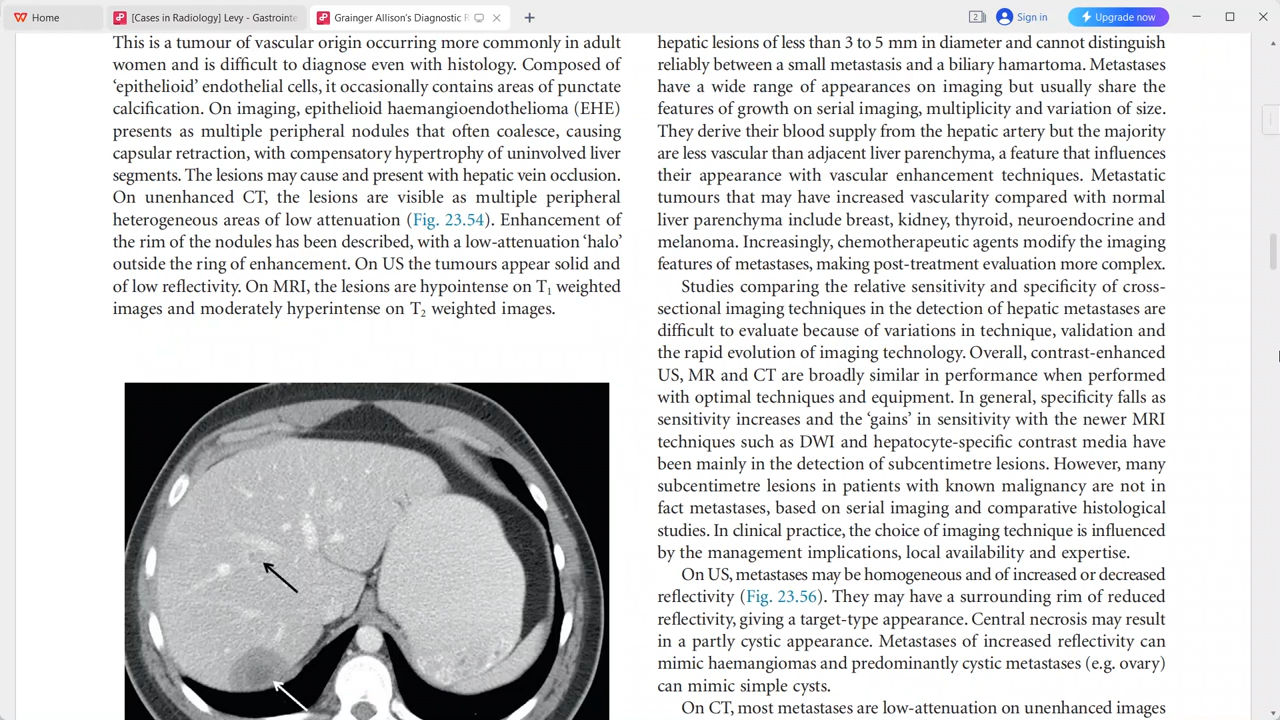 Home
[Cases in Radiology] Levy - Gastrointe
Grainger Allison's Diagnostic R
2
Sign in
Upgrade now
This is a tumour of vascular origin occurring more commonly in adult
women and is difficult to diagnose even with histology. Composed of
‘epithelioid’ endothelial cells, it occasionally contains areas of punctate
calcification. On imaging, epithelioid haemangioendothelioma (EHE)
presents as multiple peripheral nodules that often coalesce, causing
capsular retraction, with compensatory hypertrophy of uninvolved liver
segments. The lesions may cause and present with hepatic vein occlusion.
On unenhanced CT, the lesions are visible as multiple peripheral
heterogeneous areas of low attenuation (Fig. 23.54). Enhancement of
the rim of the nodules has been described, with a low-attenuation ‘halo’
outside the ring of enhancement. On US the tumours appear solid and
of low reflectivity. On MRI, the lesions are hypointense on T₁ weighted
images and moderately hyperintense on T₂ weighted images.
hepatic lesions of less than 3 to 5 mm in diameter and cannot distinguish
reliably between a small metastasis and a biliary hamartoma. Metastases
have a wide range of appearances on imaging but usually share the
features of growth on serial imaging, multiplicity and variation of size.
They derive their blood supply from the hepatic artery but the majority
are less vascular than adjacent liver parenchyma, a feature that influences
their appearance with vascular enhancement techniques. Metastatic
tumours that may have increased vascularity compared with normal
liver parenchyma include breast, kidney, thyroid, neuroendocrine and
melanoma. Increasingly, chemotherapeutic agents modify the imaging
features of metastases, making post-treatment evaluation more complex.
Studies comparing the relative sensitivity and specificity of cross-
sectional imaging techniques in the detection of hepatic metastases are
difficult to evaluate because of variations in technique, validation and
the rapid evolution of imaging technology. Overall, contrast-enhanced
US, MR and CT are broadly similar in performance when performed
with optimal techniques and equipment. In general, specificity falls as
sensitivity increases and the ‘gains’ in sensitivity with the newer MRI
techniques such as DWI and hepatocyte-specific contrast media have
been mainly in the detection of subcentimetre lesions. However, many
subcentimetre lesions in patients with known malignancy are not in
fact metastases, based on serial imaging and comparative histological
studies. In clinical practice, the choice of imaging technique is influenced
by the management implications, local availability and expertise.
On US, metastases may be homogeneous and of increased or decreased
reflectivity (Fig. 23.56). They may have a surrounding rim of reduced
reflectivity, giving a target-type appearance. Central necrosis may result
in a partly cystic appearance. Metastases of increased reflectivity can
mimic haemangiomas and predominantly cystic metastases (e.g. ovary)
can mimic simple cysts.
On CT, most metastases are low-attenuation on unenhanced images